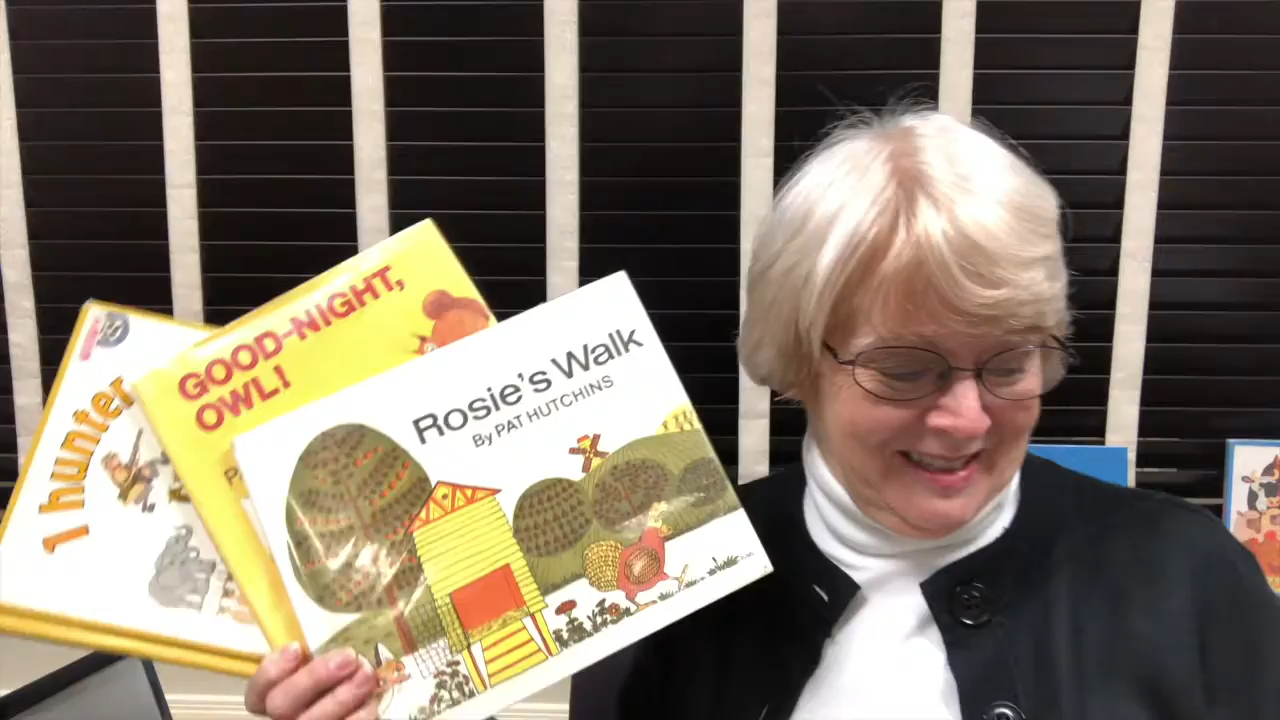 1 hunter
GOOD-NIGHT,
OWL!
Rosie's Walk
By PAT HUTCHINS